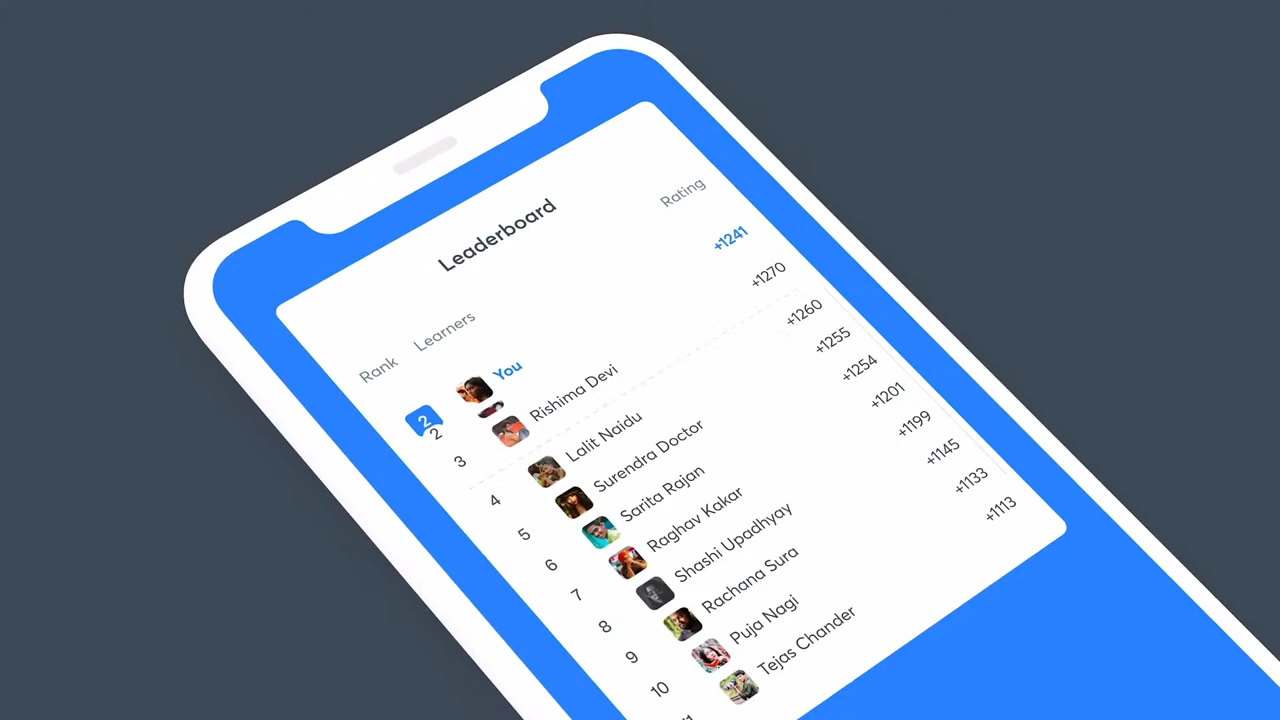 Leaderboard
Rank Learners Rating
2 You +1241
2
3 Rishima Devi +1270
4 Lalit Naidu +1260
5 Surendra Doctor +1255
6 Sarita Rajan +1254
7 Raghav Kakar +1201
8 Shashi Upadhyay +1199
9 Rachana Sura +1145
10 Puja Nagi +1133
Tejas Chander +1113